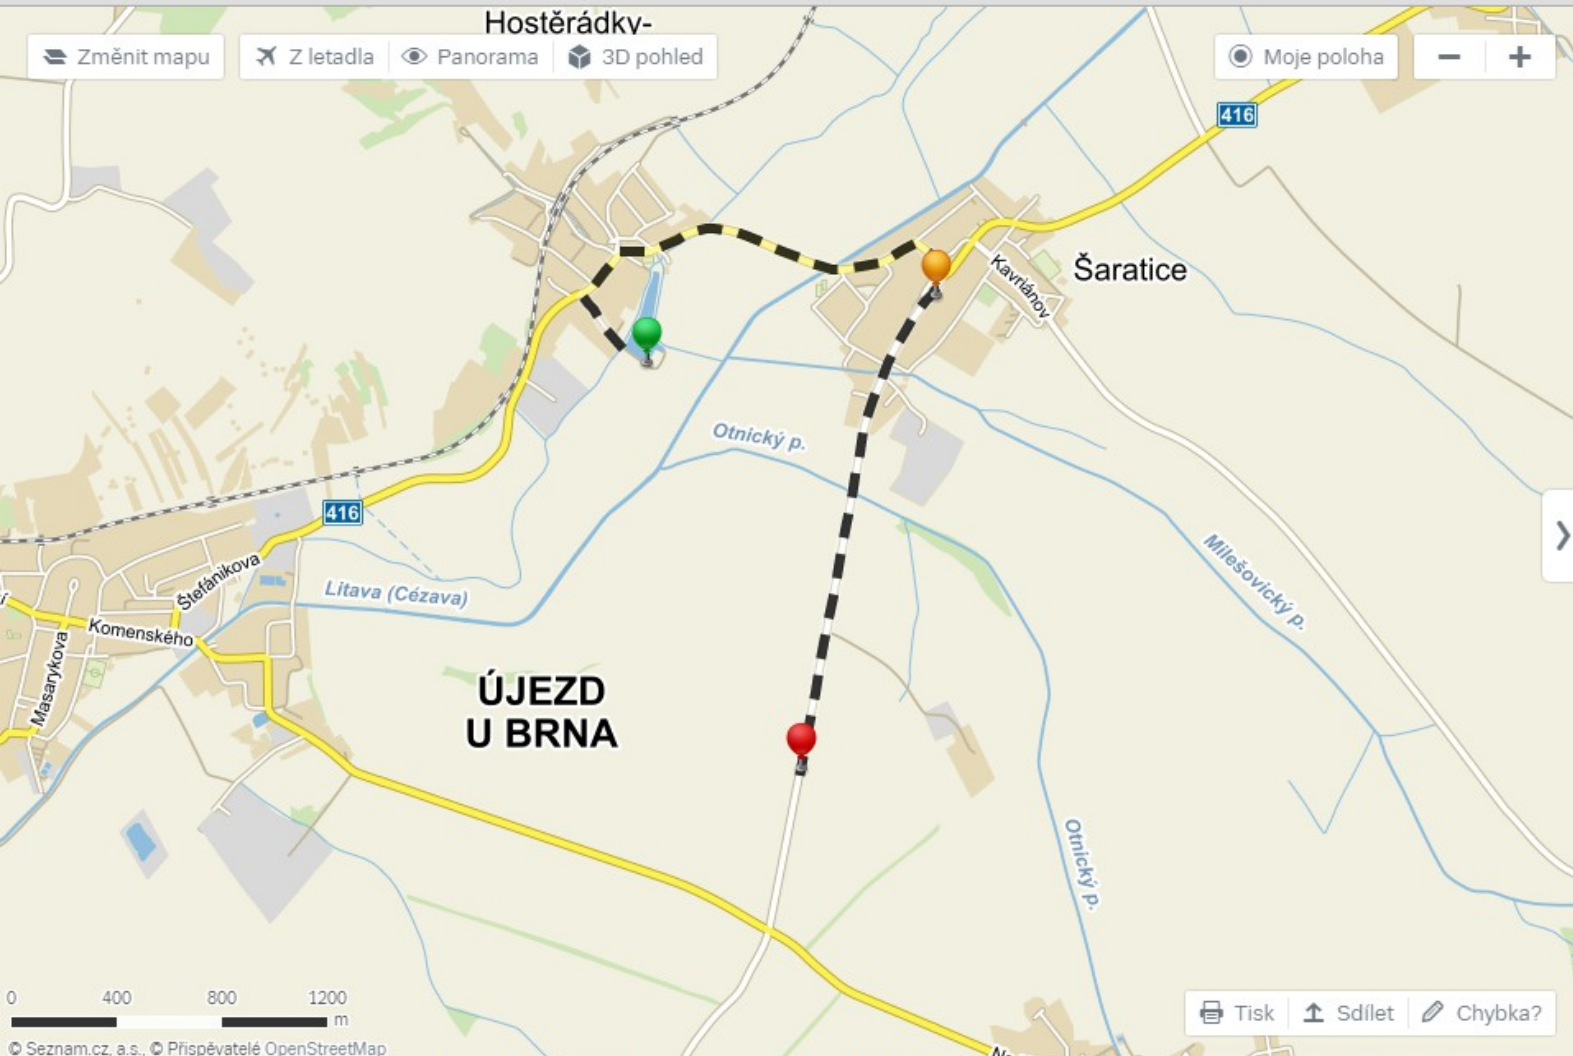 Hostěrádky-
Změnit mapu
Z letadla
Panorama
3D pohled
Moje poloha
416
Šaratice
Kavriánov
Otnický p.
416
Štefánikova
Litava (Cézava)
Milešovický p.
Komenského
Masarykova
ÚJEZD
U BRNA
Otnický p.
0 400 800 1200
m
Tisk
Sdílet
Chybka?
© Seznam.cz, a.s., © Přispěvatelé OpenStreetMap